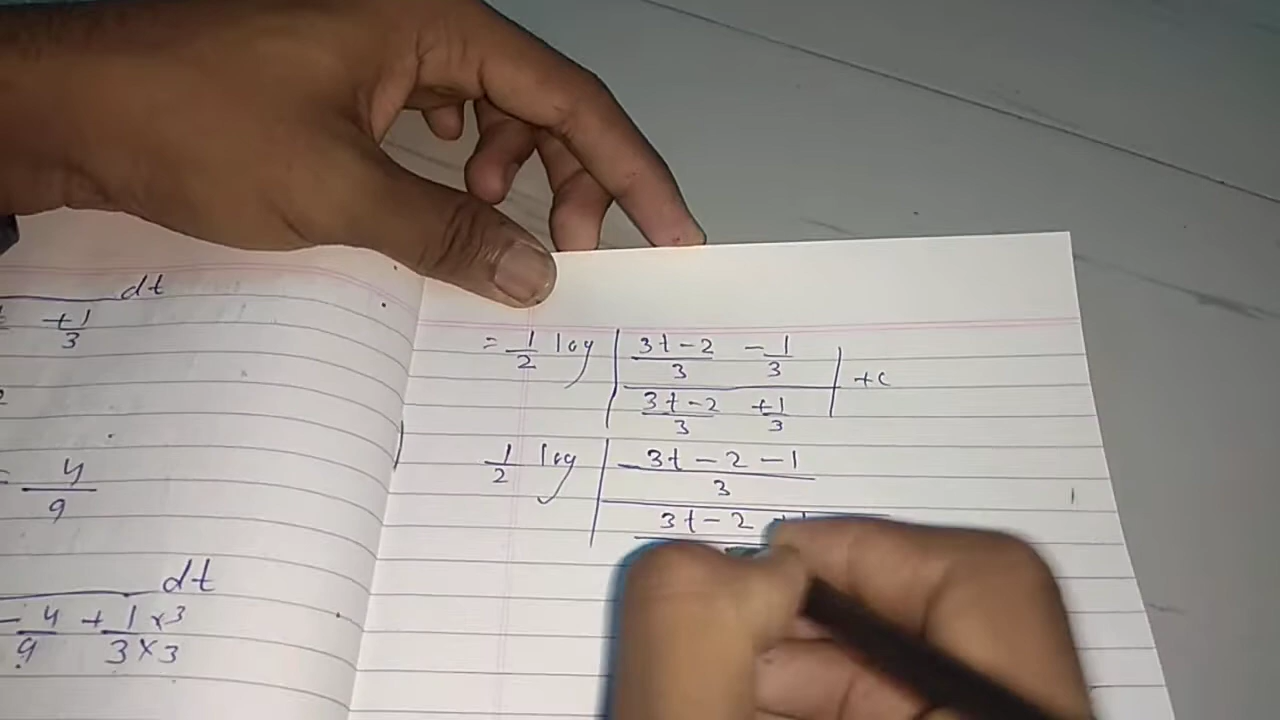 dt
+ 1/3
= 4/9
dt
- 4/9 + 1×3/3×3
= 1/2 log | (3t-2)/3 - 1/3 / (3t-2)/3 + 1/3 | + c
1/2 log | (3t-2-1)/3 / 3t-2 +1